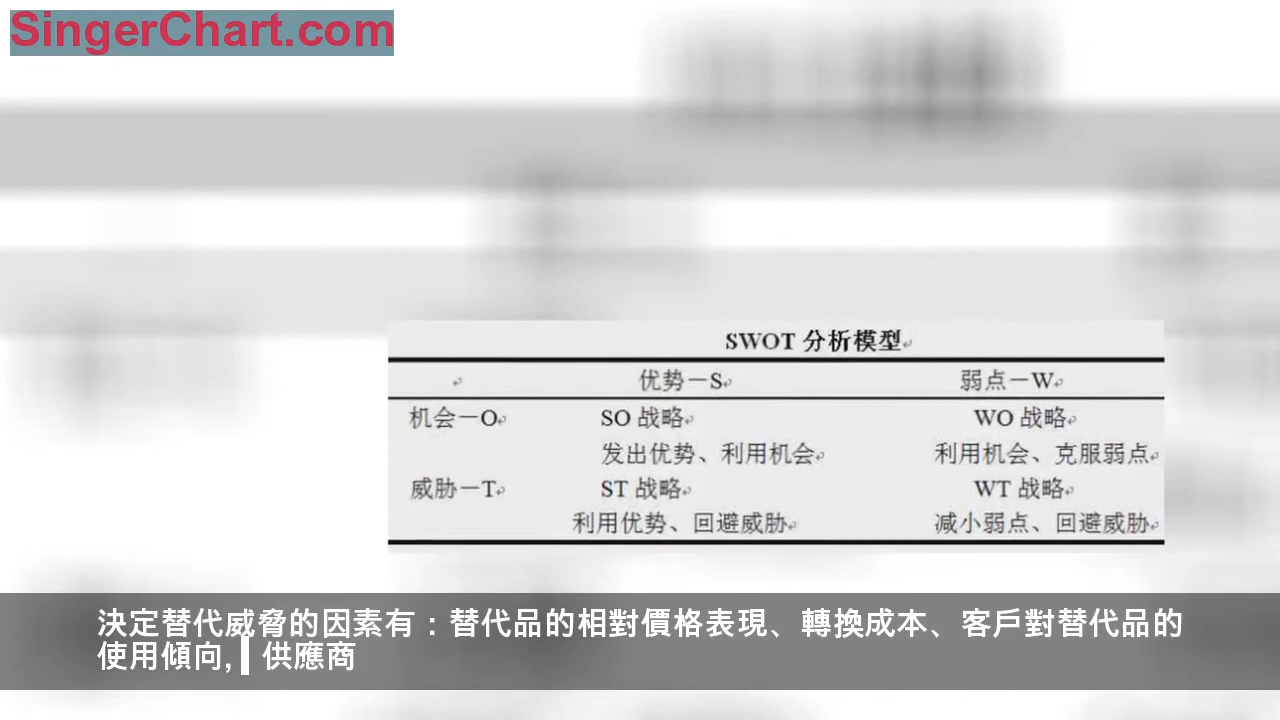 SingerChart.com
SWOT 分析模型
优势－S 弱点－W
机会－O SO 战略 WO 战略
发出优势、利用机会 利用机会、克服弱点
威胁－T ST 战略 WT 战略
利用优势、回避威胁 减小弱点、回避威胁
決定替代威脅的因素有：替代品的相對價格表現、轉換成本、客戶對替代品的
使用傾向, 供應商